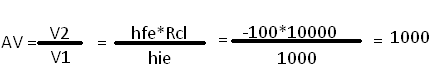 AV = V2 / V1 = hfe*Rcl / hie = -100*10000 / 1000 = 1000